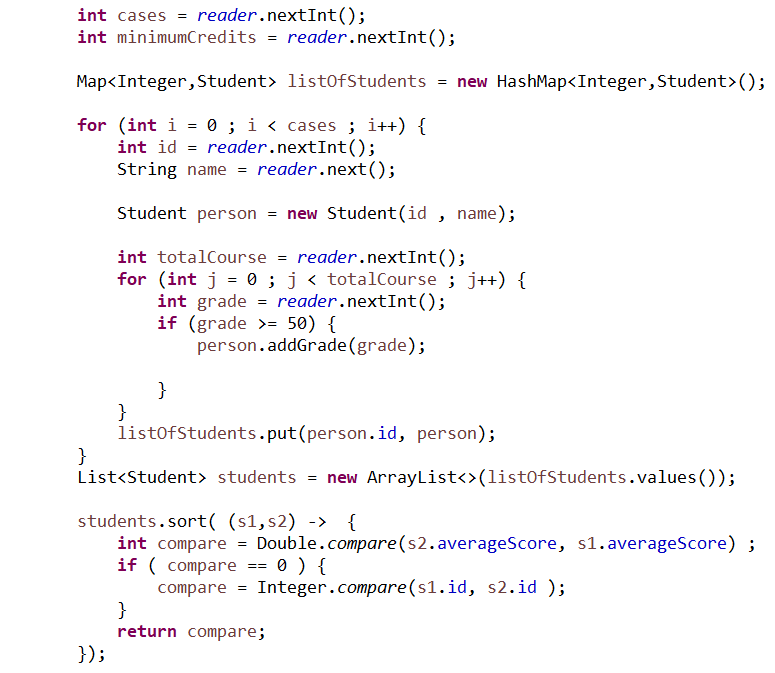 int cases = reader.nextInt();
int minimumCredits = reader.nextInt();
Map<Integer,Student> listOfStudents = new HashMap<Integer,Student>();
for (int i = 0 ; i < cases ; i++) {
int id = reader.nextInt();
String name = reader.next();
Student person = new Student(id , name);
int totalCourse = reader.nextInt();
for (int j = 0 ; j < totalCourse ; j++) {
int grade = reader.nextInt();
if (grade >= 50) {
person.addGrade(grade);
}
}
listOfStudents.put(person.id, person);
}
List<Student> students = new ArrayList<>(listOfStudents.values());
students.sort( (s1,s2) ->  {
int compare = Double.compare(s2.averageScore, s1.averageScore) ;
if ( compare == 0 ) {
compare = Integer.compare(s1.id, s2.id );
}
return compare;
});